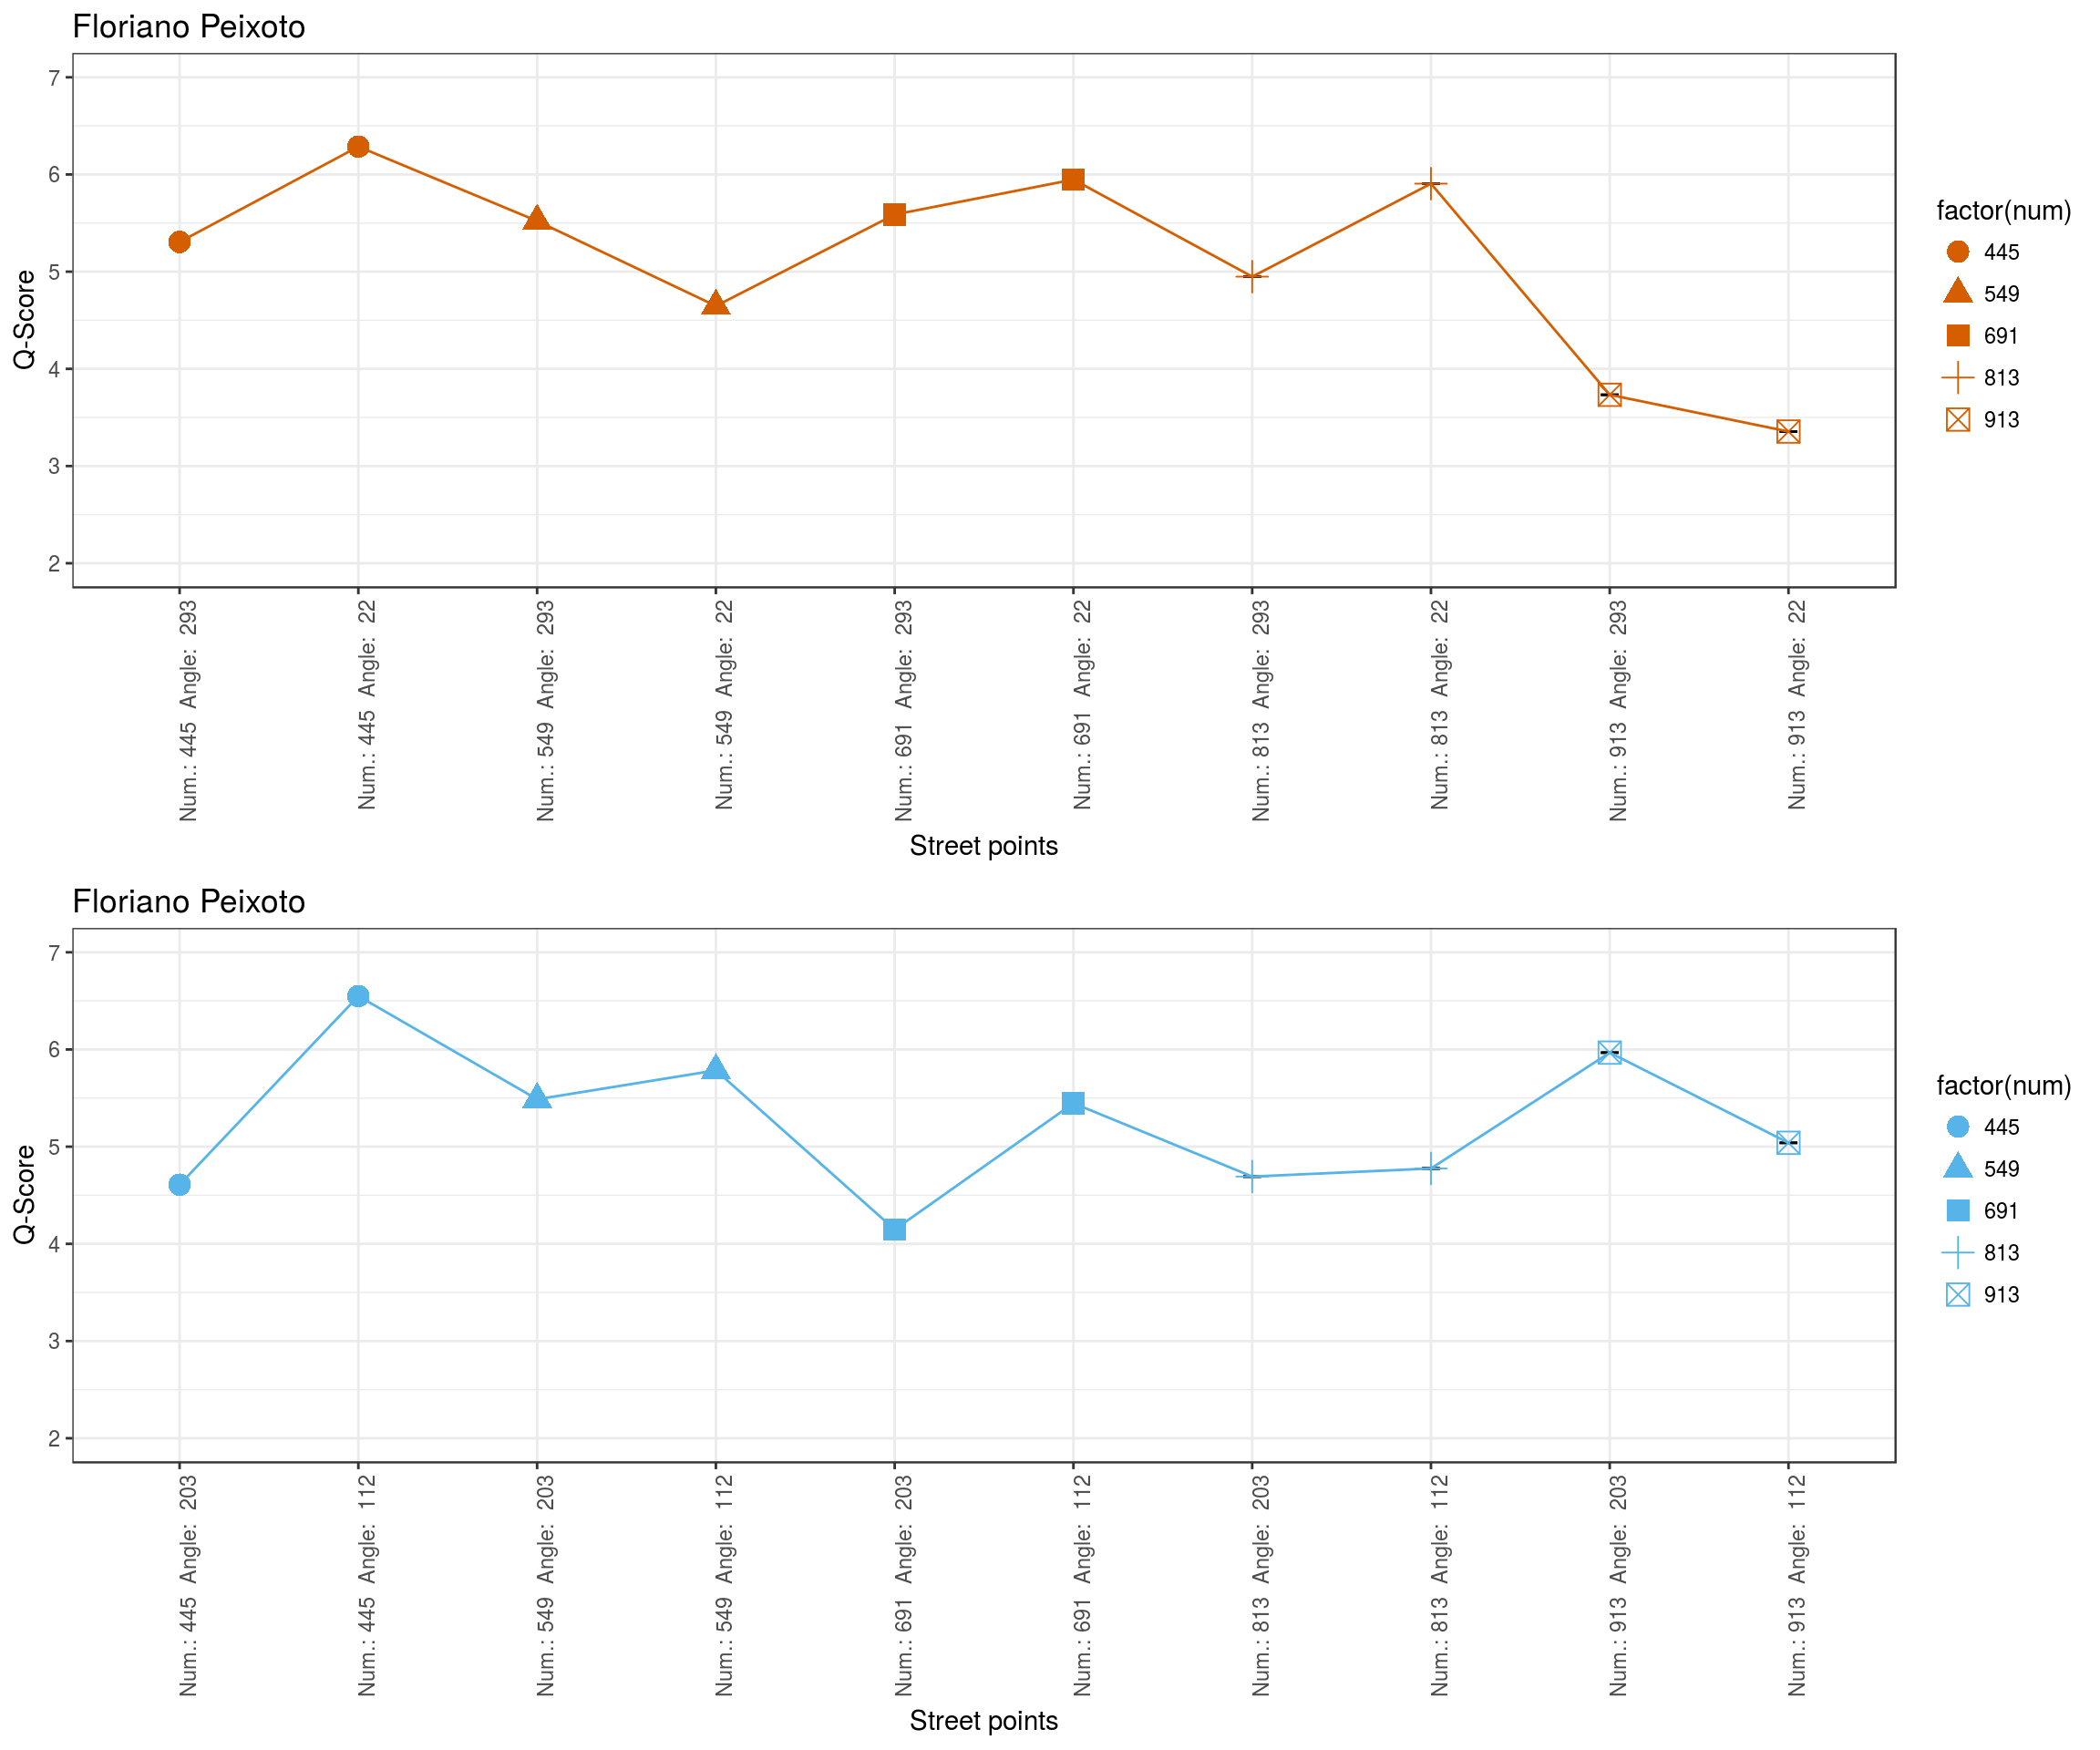 Floriano Peixoto
Q-Score
7
6
5
4
3
2
Num.: 445 Angle: 293
Num.: 445 Angle: 22
Num.: 549 Angle: 293
Num.: 549 Angle: 22
Num.: 691 Angle: 293
Num.: 691 Angle: 22
Num.: 813 Angle: 293
Num.: 813 Angle: 22
Num.: 913 Angle: 293
Num.: 913 Angle: 22
Street points
factor(num)
445
549
691
813
913
Floriano Peixoto
Q-Score
7
6
5
4
3
2
Num.: 445 Angle: 203
Num.: 445 Angle: 112
Num.: 549 Angle: 203
Num.: 549 Angle: 112
Num.: 691 Angle: 203
Num.: 691 Angle: 112
Num.: 813 Angle: 203
Num.: 813 Angle: 112
Num.: 913 Angle: 203
Num.: 913 Angle: 112
Street points
factor(num)
445
549
691
813
913